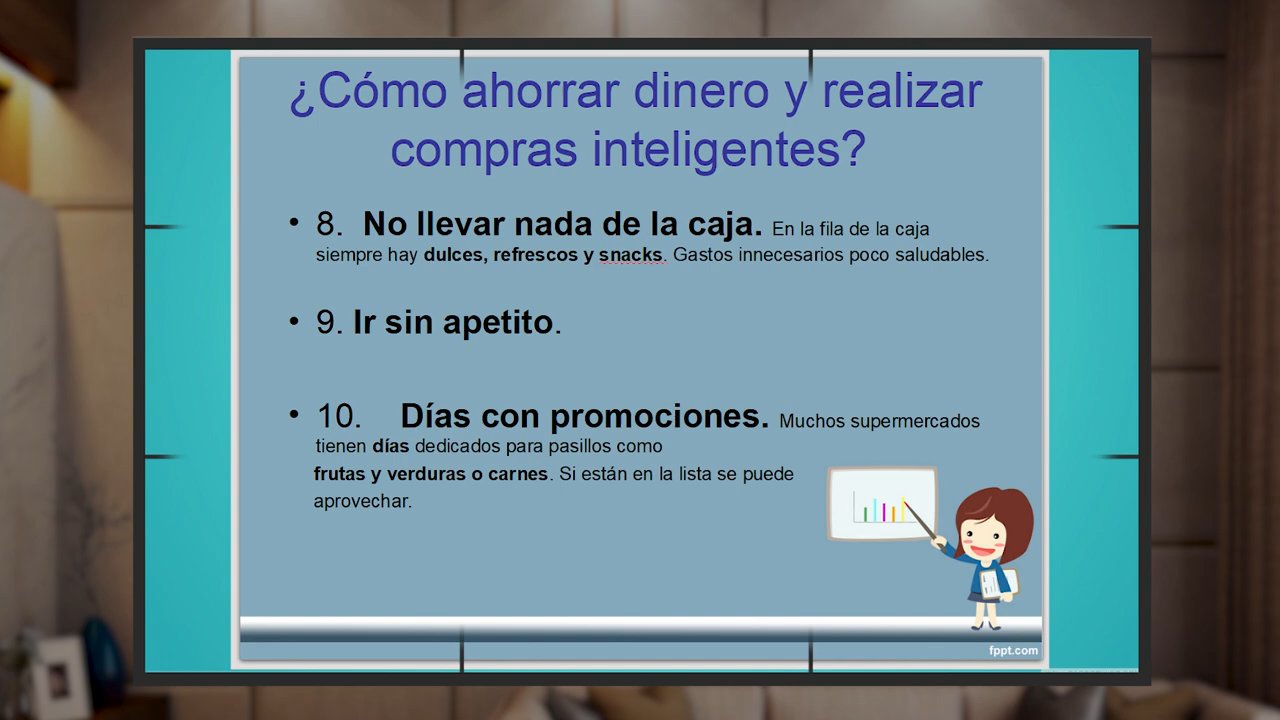 ¿Cómo ahorrar dinero y realizar
compras inteligentes?
• 8. No llevar nada de la caja. En la fila de la caja
siempre hay dulces, refrescos y snacks. Gastos innecesarios poco saludables.
• 9. Ir sin apetito.
• 10. Días con promociones. Muchos supermercados
tienen días dedicados para pasillos como
frutas y verduras o carnes. Si están en la lista se puede
aprovechar.
fppt.com